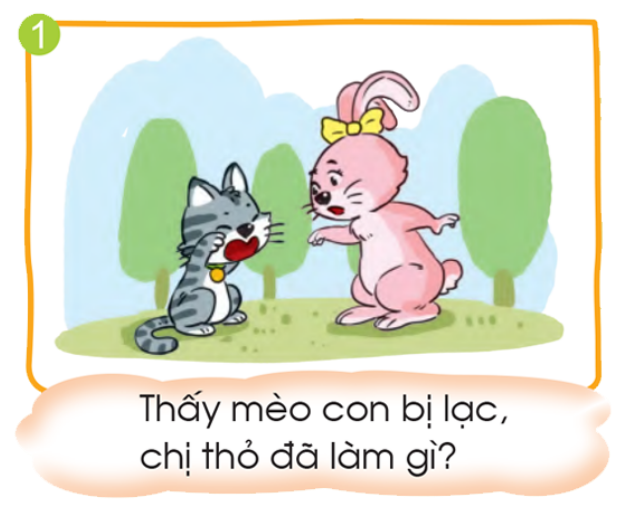 1
Thấy mèo con bị lạc,
chị thỏ đã làm gì?